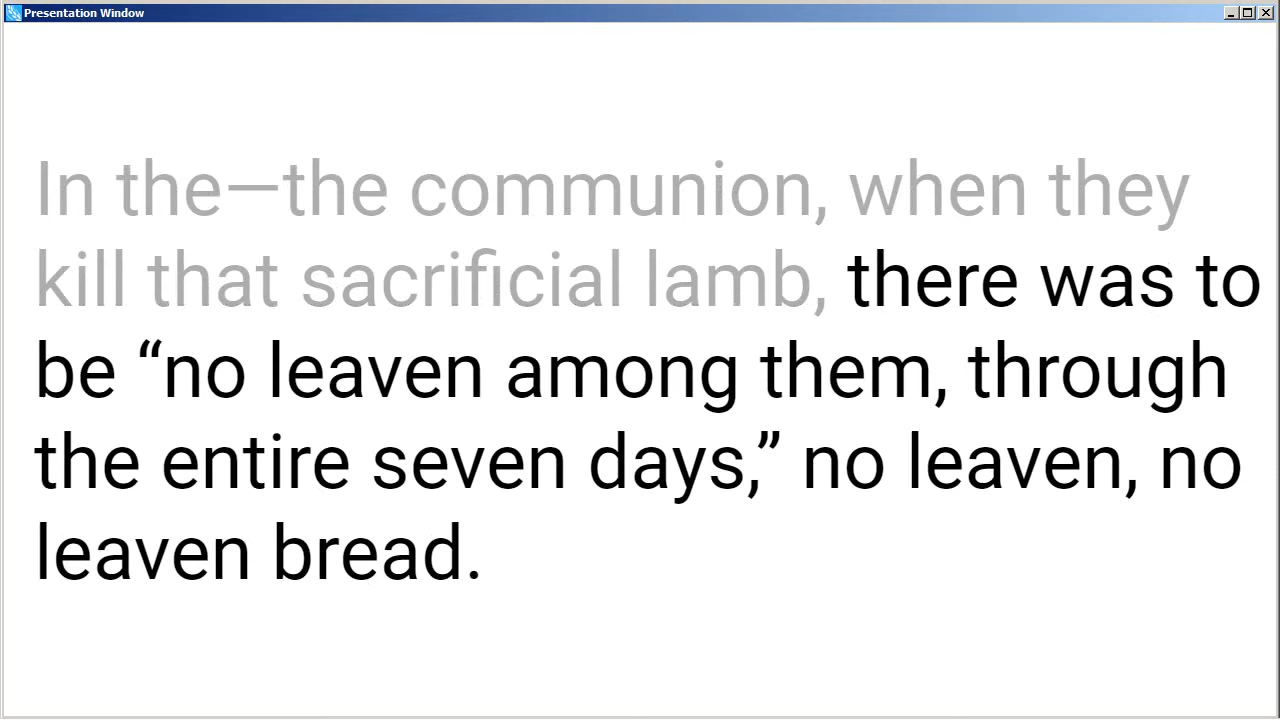 Presentation Window
In the—the communion, when they
kill that sacrificial lamb, there was to
be “no leaven among them, through
the entire seven days,” no leaven, no
leaven bread.